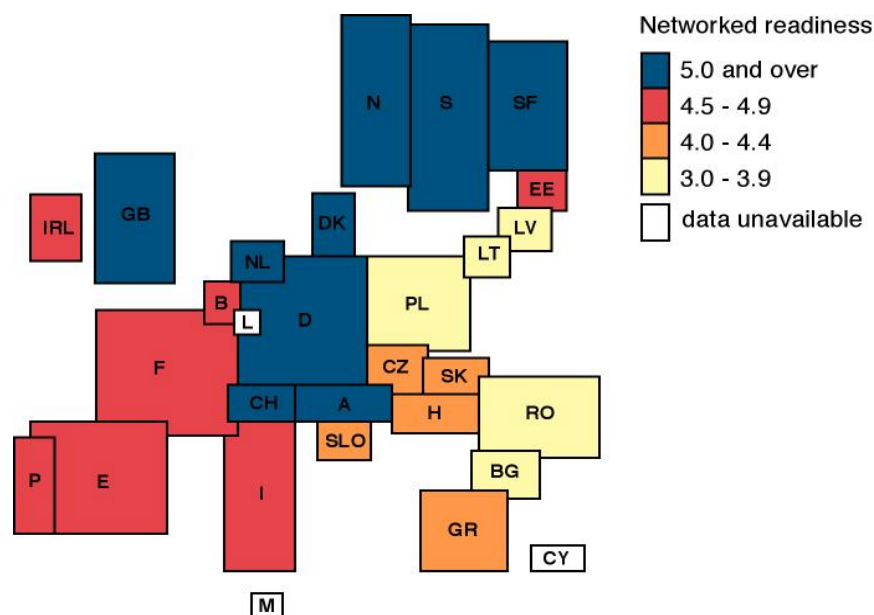 Networked readiness
5.0 and over
4.5 - 4.9
4.0 - 4.4
3.0 - 3.9
data unavailable
N
S
SF
EE
IRL
GB
DK
LV
LT
NL
B
L
D
PL
F
CZ
SK
CH
A
H
RO
SLO
P
E
I
BG
GR
CY
M